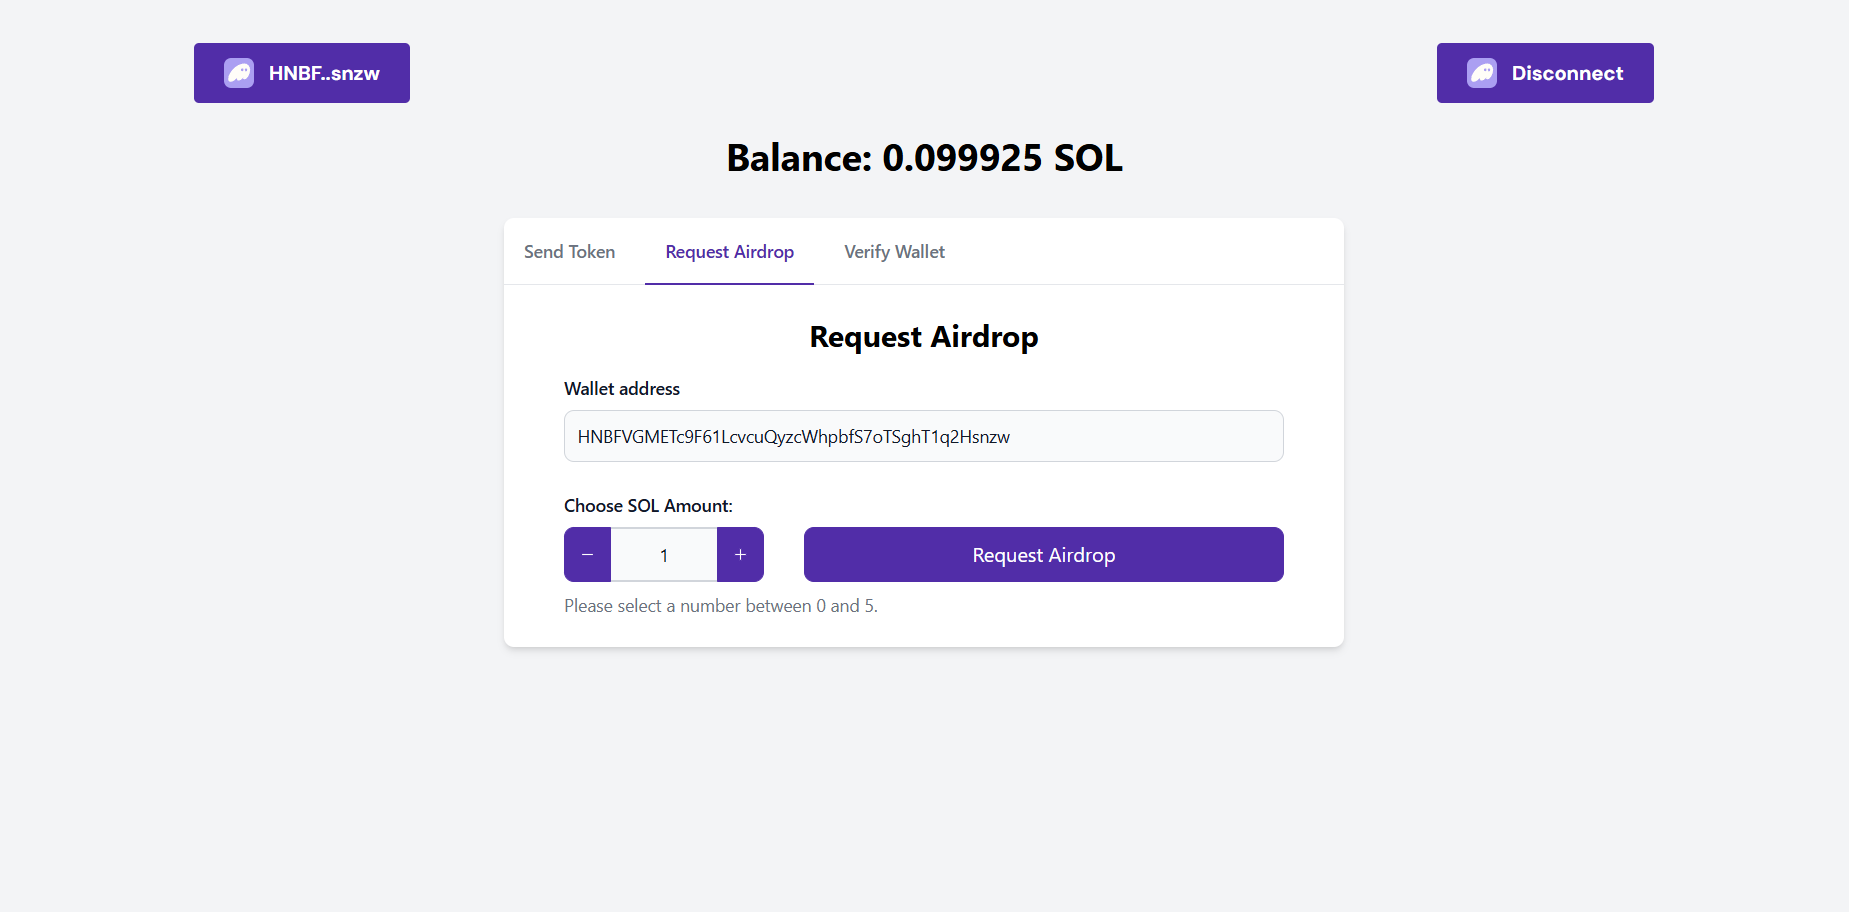 HNBF..snzw
Disconnect
Balance: 0.099925 SOL
Send Token
Request Airdrop
Verify Wallet
Request Airdrop
Wallet address
HNBFVGMETc9F61LcvcuQyzcWhpbfS7oTSghT1q2Hsnzw
Choose SOL Amount:
− 1 +
Request Airdrop
Please select a number between 0 and 5.